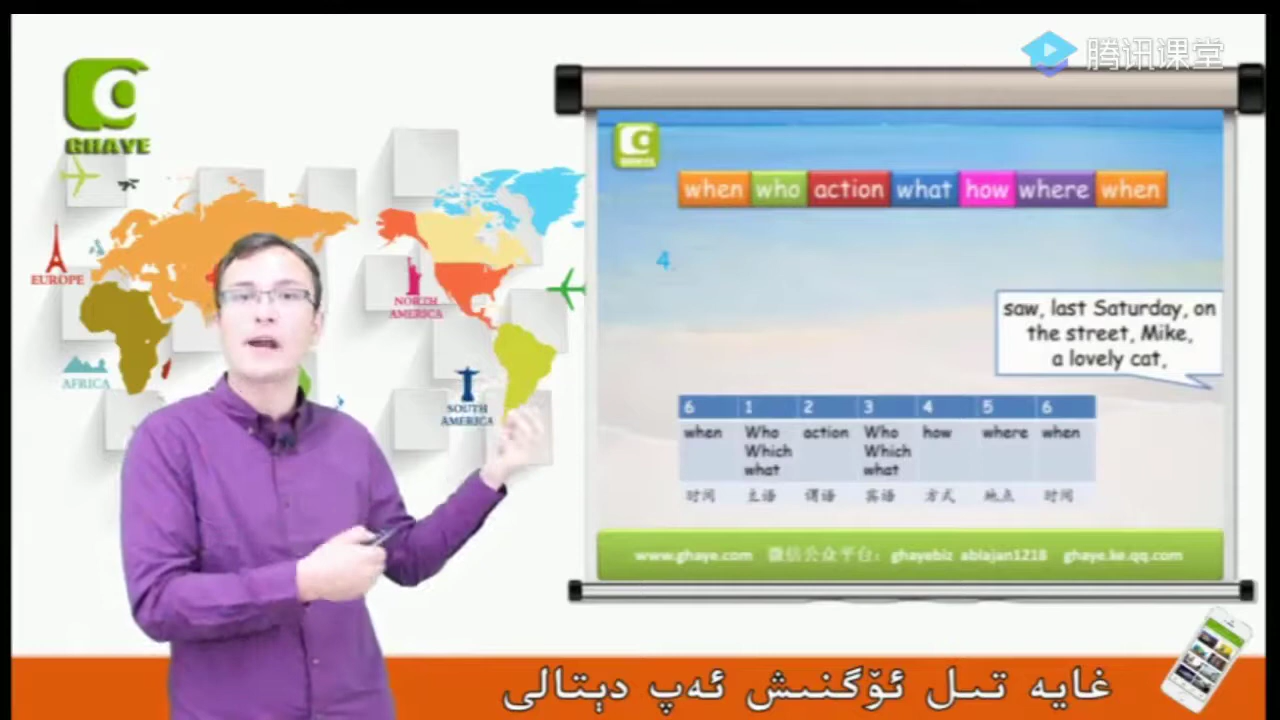 腾讯课堂
GHAYE
when who action what how where when
4
saw, last Saturday, on
the street, Mike,
a lovely cat,
EUROPE
NORTH
AMERICA
AFRICA
SOUTH
AMERICA
6 1 2 3 4 5 6
when Who action Who how where when
Which Which
what what
时间 主语 谓语 宾语 方式 地点 时间
www.ghaye.com 微信公众平台: ghayebiz ablajan1218 ghaye.ke.qq.com
غايە تىل ئۆگنىش ئەپ دېتالى